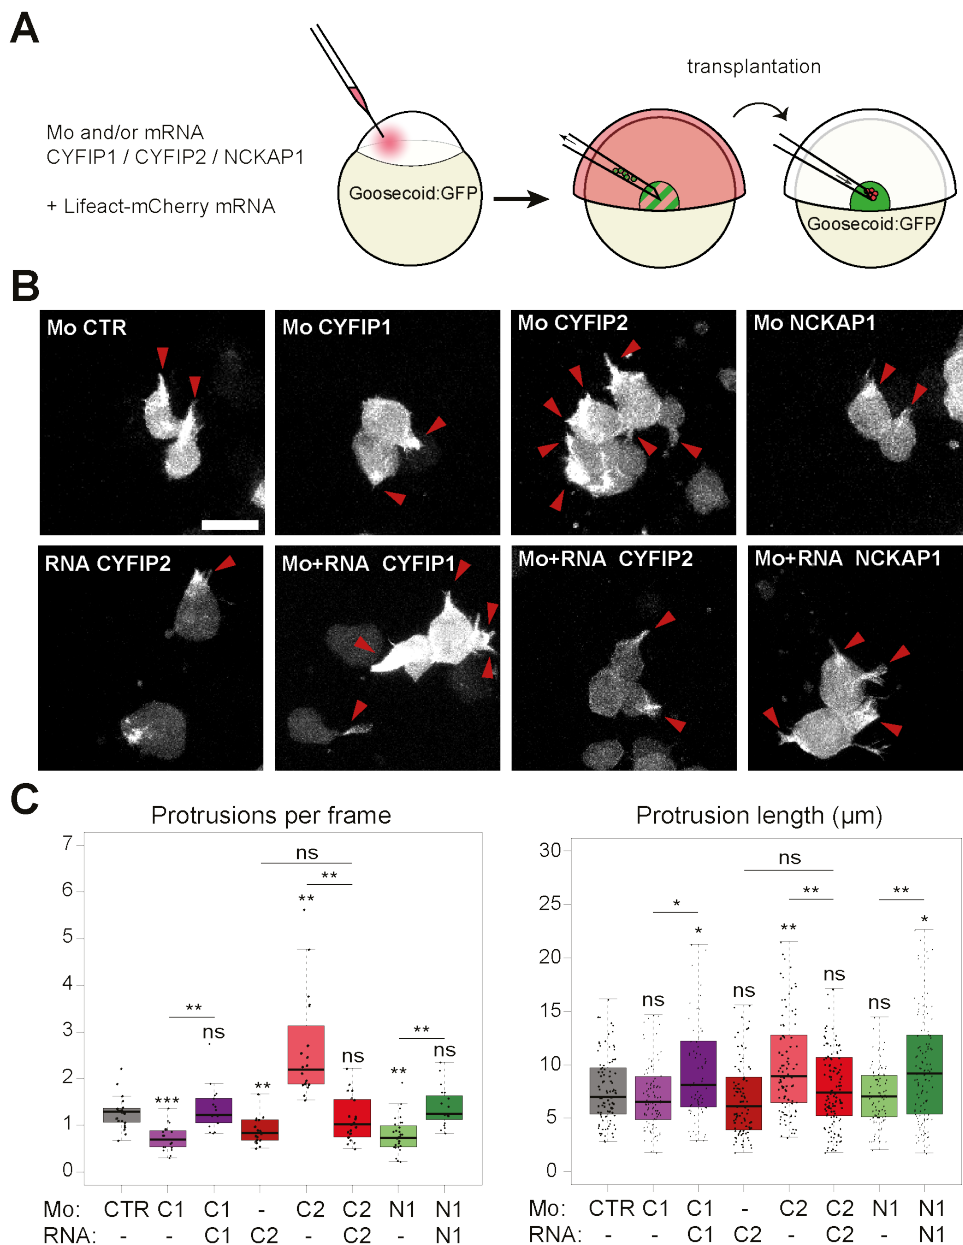 A
transplantation
Mo and/or mRNA
CYFIP1 / CYFIP2 / NCKAP1
+ Lifeact-mCherry mRNA
Goosecoid:GFP
Goosecoid:GFP
B
Mo CTR
Mo CYFIP1
Mo CYFIP2
Mo NCKAP1
RNA CYFIP2
Mo+RNA CYFIP1
Mo+RNA CYFIP2
Mo+RNA NCKAP1
C
Protrusions per frame
7
6
5
4
3
2
1
0
***
**
ns
**
**
**
ns
ns
**
**
ns
Mo: CTR C1 C1 - C2 C2 N1 N1
RNA: - - C1 C2 - C2 - N1
Protrusion length (µm)
30
25
20
15
10
5
0
ns
*
*
ns
**
**
ns
ns
ns
**
*
Mo: CTR C1 C1 - C2 C2 N1 N1
RNA: - - C1 C2 - C2 - N1